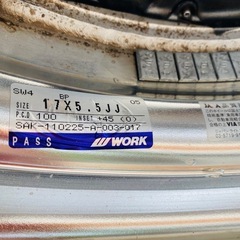 SW4
BP
SIZE 17X5.5JJ 05
P.C.D 100 INSET +45 (0)
SAK-110225-A-003-017
PASS WORK